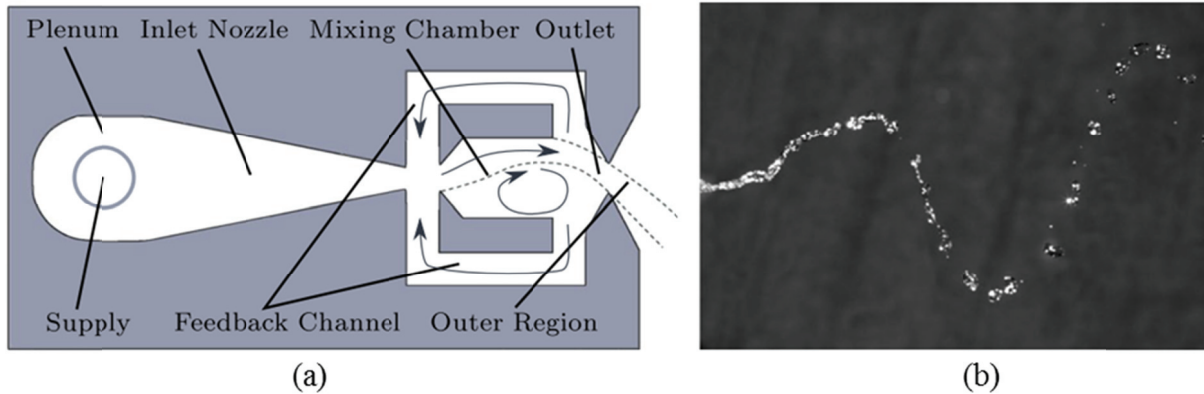 Plenum Inlet Nozzle Mixing Chamber Outlet
Supply Feedback Channel Outer Region
(a) (b)